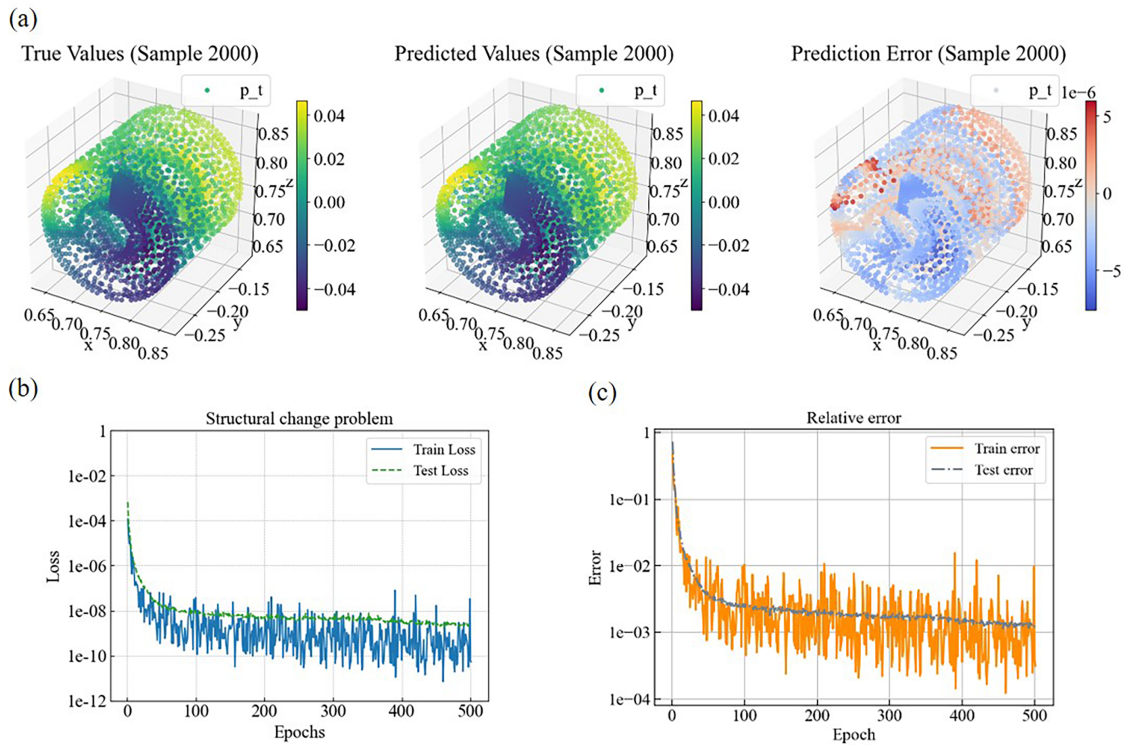 (a)
True Values (Sample 2000)
Predicted Values (Sample 2000)
Prediction Error (Sample 2000)
p_t
0.04
0.02
0.00
−0.02
−0.04
0.85
0.80
0.75
z
0.70
0.65
−0.15
−0.20
y
−0.25
0.65
0.70
0.75
x
0.80
0.85
p_t
0.04
0.02
0.00
−0.02
−0.04
0.85
0.80
0.75
z
0.70
0.65
−0.15
−0.20
y
−0.25
0.65
0.70
0.75
x
0.80
0.85
p_t
1e−6
5
0
−5
0.85
0.80
0.75
z
0.70
0.65
−0.15
−0.20
y
−0.25
0.65
0.70
0.75
x
0.80
0.85
(b)
Structural change problem
1
1e−02
1e−04
1e−06
1e−08
1e−10
1e−12
Loss
Train Loss
Test Loss
0
100
200
300
400
500
Epochs
(c)
Relative error
1
1e−01
1e−02
1e−03
1e−04
Error
Train error
Test error
0
100
200
300
400
500
Epoch